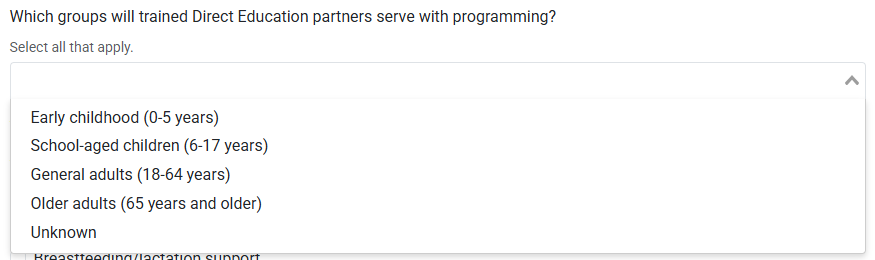 Which groups will trained Direct Education partners serve with programming?
Select all that apply.
Early childhood (0-5 years)
School-aged children (6-17 years)
General adults (18-64 years)
Older adults (65 years and older)
Unknown
Breastfeeding/lactation support